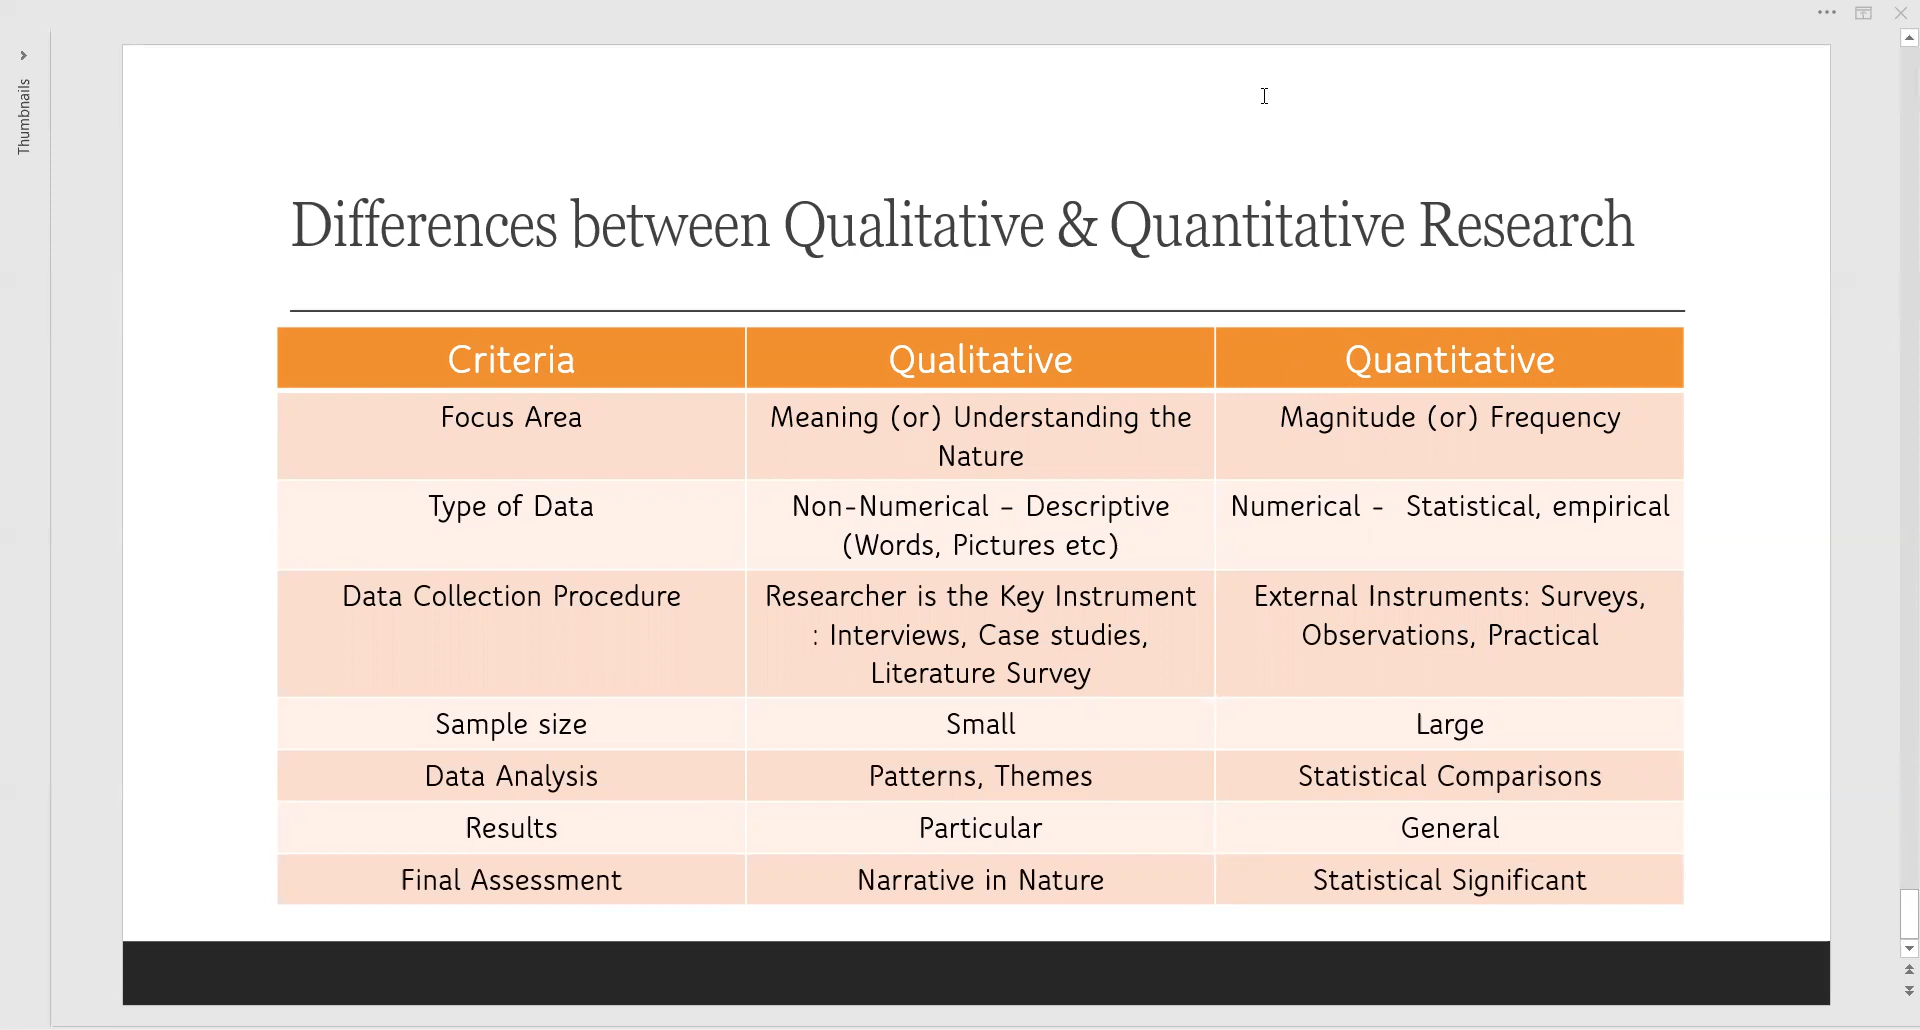 Thumbnails
Differences between Qualitative & Quantitative Research
Criteria
Qualitative
Quantitative
Focus Area
Meaning (or) Understanding the
Nature
Magnitude (or) Frequency
Type of Data
Non-Numerical – Descriptive
(Words, Pictures etc)
Numerical - Statistical, empirical
Data Collection Procedure
Researcher is the Key Instrument
: Interviews, Case studies,
Literature Survey
External Instruments: Surveys,
Observations, Practical
Sample size
Small
Large
Data Analysis
Patterns, Themes
Statistical Comparisons
Results
Particular
General
Final Assessment
Narrative in Nature
Statistical Significant